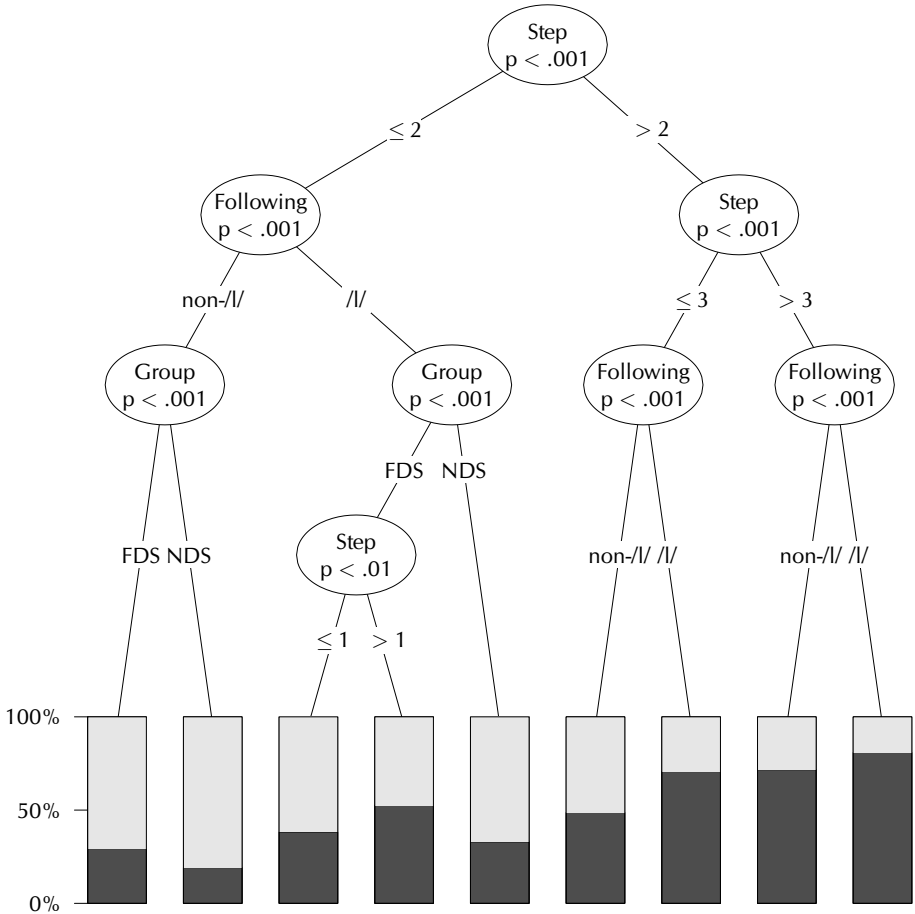 Step
p < .001
≤ 2
> 2
Following
p < .001
Step
p < .001
non-/l/
/l/
≤ 3
> 3
Group
p < .001
Group
p < .001
Following
p < .001
Following
p < .001
FDS
NDS
Step
p < .01
FDS NDS
non-/l/ /l/
non-/l/ /l/
≤ 1
> 1
100%
50%
0%